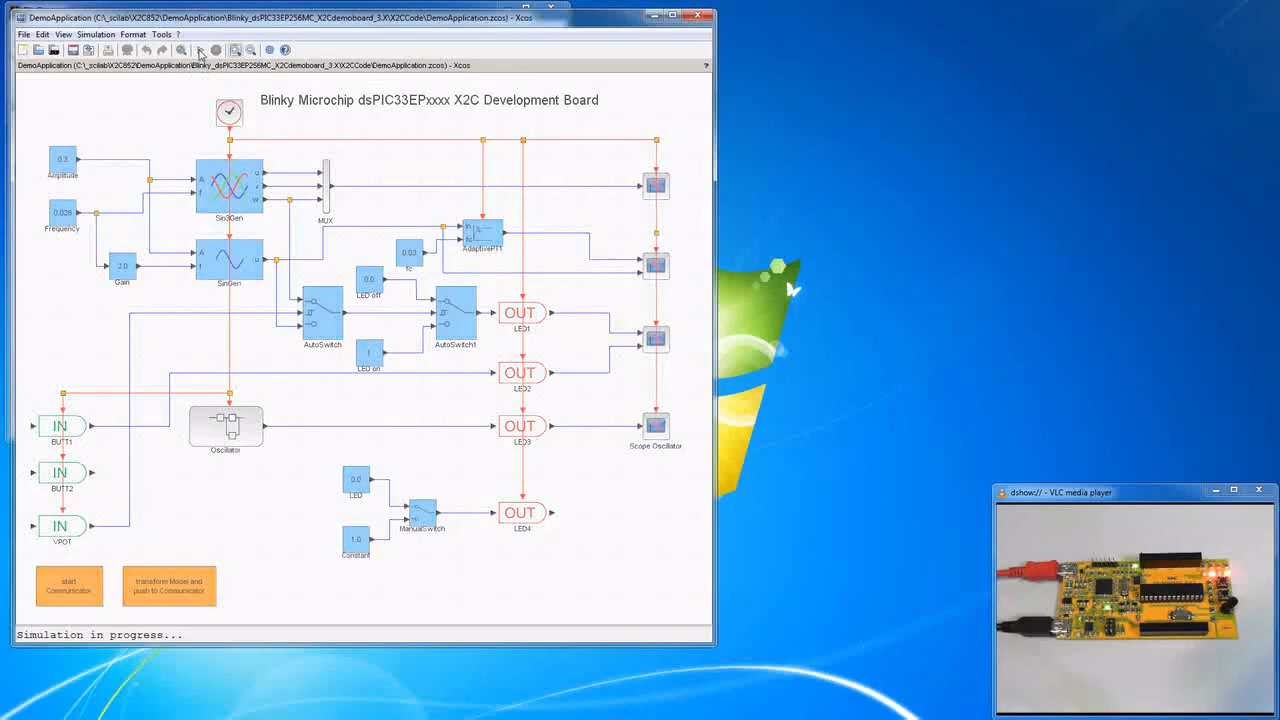 DemoApplication (C:\_scilab\X2C852\DemoApplication\Blinky_dsPIC33EP256MC_X2Cdemoboard_3.X\X2CCode\DemoApplication.zcos) - Xcos
File Edit View Simulation Format Tools ?
DemoApplication (C:\_scilab\X2C852\DemoApplication\Blinky_dsPIC33EP256MC_X2Cdemoboard_3.X\X2CCode\DemoApplication.zcos) - Xcos ?
Blinky Microchip dsPIC33EPxxxx X2C Development Board
0.3
Amplitude
A
f
u
v
w
Sin3Gen
MUX
0.028
Frequency
2.0
Gain
A
f
u
SinGen
In
fc
AdaptivePT1
0.03
fc
0.0
LED off
AutoSwitch
AutoSwitch1
1
LED on
OUT
LED1
OUT
LED2
IN
BUTT1
Oscillator
OUT
LED3
Scope Oscillator
IN
BUTT2
0.0
LED
ManualSwitch
OUT
LED4
IN
VPOT
1.0
Constant
start
Communicator
transform Model and
push to Communicator
Simulation in progress...
dshow:// - VLC media player